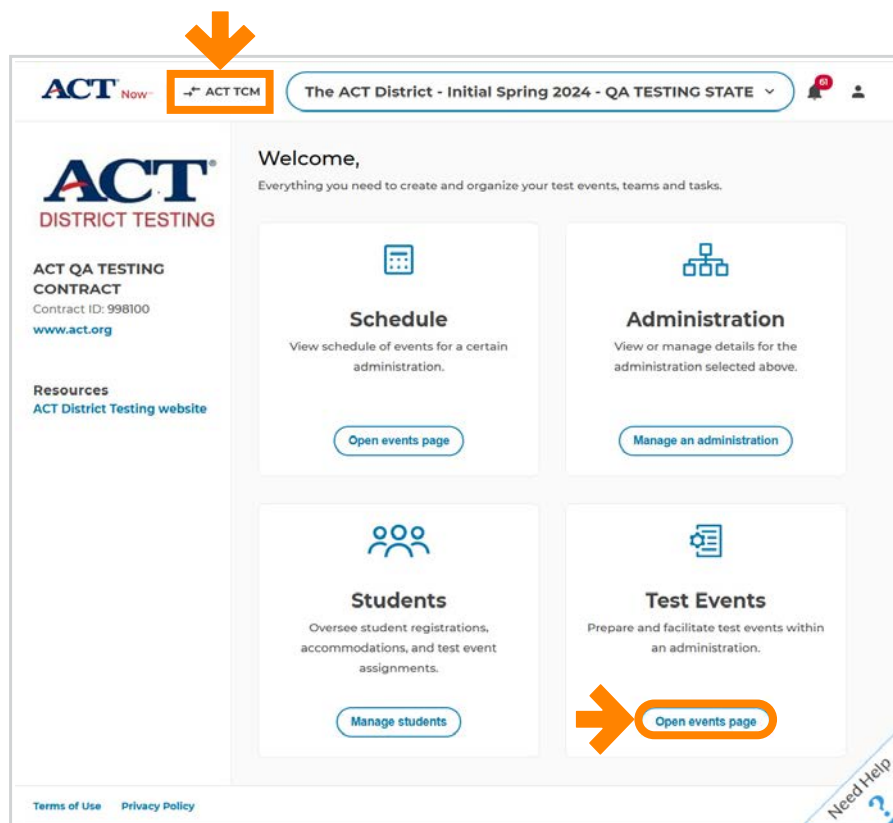 ACT Now
ACT TCM
The ACT District - Initial Spring 2024 - QA TESTING STATE
61
ACT®
DISTRICT TESTING
ACT QA TESTING
CONTRACT
Contract ID: 998100
www.act.org
Resources
ACT District Testing website
Welcome,
Everything you need to create and organize your test events, teams and tasks.
Schedule
View schedule of events for a certain
administration.
Open events page
Administration
View or manage details for the
administration selected above.
Manage an administration
Students
Oversee student registrations,
accommodations, and test event
assignments.
Manage students
Test Events
Prepare and facilitate test events within
an administration.
Open events page
Need Help
?
Terms of Use Privacy Policy